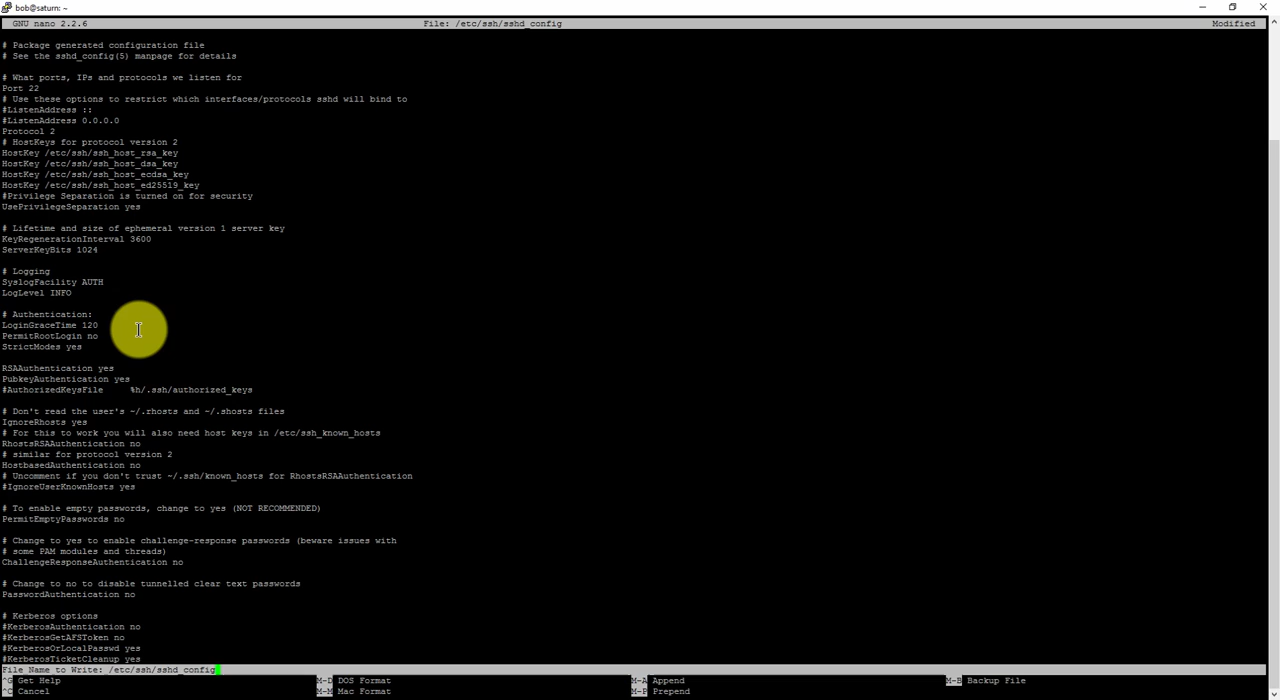 bob@saturn: ~
GNU nano 2.2.6 File: /etc/ssh/sshd_config Modified
# Package generated configuration file
# See the sshd_config(5) manpage for details
# What ports, IPs and protocols we listen for
Port 22
# Use these options to restrict which interfaces/protocols sshd will bind to
#ListenAddress ::
#ListenAddress 0.0.0.0
Protocol 2
# HostKeys for protocol version 2
HostKey /etc/ssh/ssh_host_rsa_key
HostKey /etc/ssh/ssh_host_dsa_key
HostKey /etc/ssh/ssh_host_ecdsa_key
HostKey /etc/ssh/ssh_host_ed25519_key
#Privilege Separation is turned on for security
UsePrivilegeSeparation yes
# Lifetime and size of ephemeral version 1 server key
KeyRegenerationInterval 3600
ServerKeyBits 1024
# Logging
SyslogFacility AUTH
LogLevel INFO
# Authentication:
LoginGraceTime 120
PermitRootLogin no
StrictModes yes
RSAAuthentication yes
PubkeyAuthentication yes
#AuthorizedKeysFile %h/.ssh/authorized_keys
# Don't read the user's ~/.rhosts and ~/.shosts files
IgnoreRhosts yes
# For this to work you will also need host keys in /etc/ssh_known_hosts
RhostsRSAAuthentication no
# similar for protocol version 2
HostbasedAuthentication no
# Uncomment if you don't trust ~/.ssh/known_hosts for RhostsRSAAuthentication
#IgnoreUserKnownHosts yes
# To enable empty passwords, change to yes (NOT RECOMMENDED)
PermitEmptyPasswords no
# Change to yes to enable challenge-response passwords (beware issues with
# some PAM modules and threads)
ChallengeResponseAuthentication no
# Change to no to disable tunnelled clear text passwords
PasswordAuthentication no
# Kerberos options
#KerberosAuthentication no
#KerberosGetAFSToken no
#KerberosOrLocalPasswd yes
#KerberosTicketCleanup yes
File Name to Write: /etc/ssh/sshd_config
^G Get Help M-D DOS Format M-A Append M-B Backup File
^C Cancel M-M Mac Format M-P Prepend